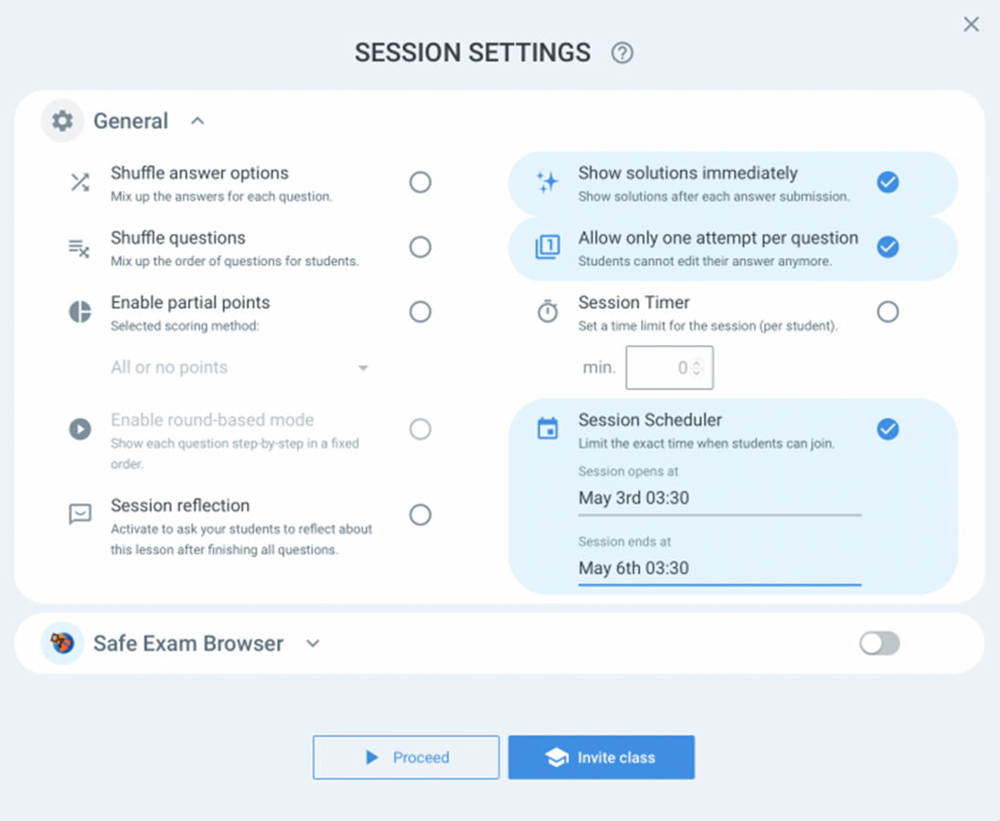 SESSION SETTINGS
General
Shuffle answer options
Mix up the answers for each question.
Shuffle questions
Mix up the order of questions for students.
Enable partial points
Selected scoring method:
All or no points
Enable round-based mode
Show each question step-by-step in a fixed
order.
Session reflection
Activate to ask your students to reflect about
this lesson after finishing all questions.
Show solutions immediately
Show solutions after each answer submission.
1
Allow only one attempt per question
Students cannot edit their answer anymore.
Session Timer
Set a time limit for the session (per student).
min. 0
Session Scheduler
Limit the exact time when students can join.
Session opens at
May 3rd 03:30
Session ends at
May 6th 03:30
Safe Exam Browser
Proceed
Invite class